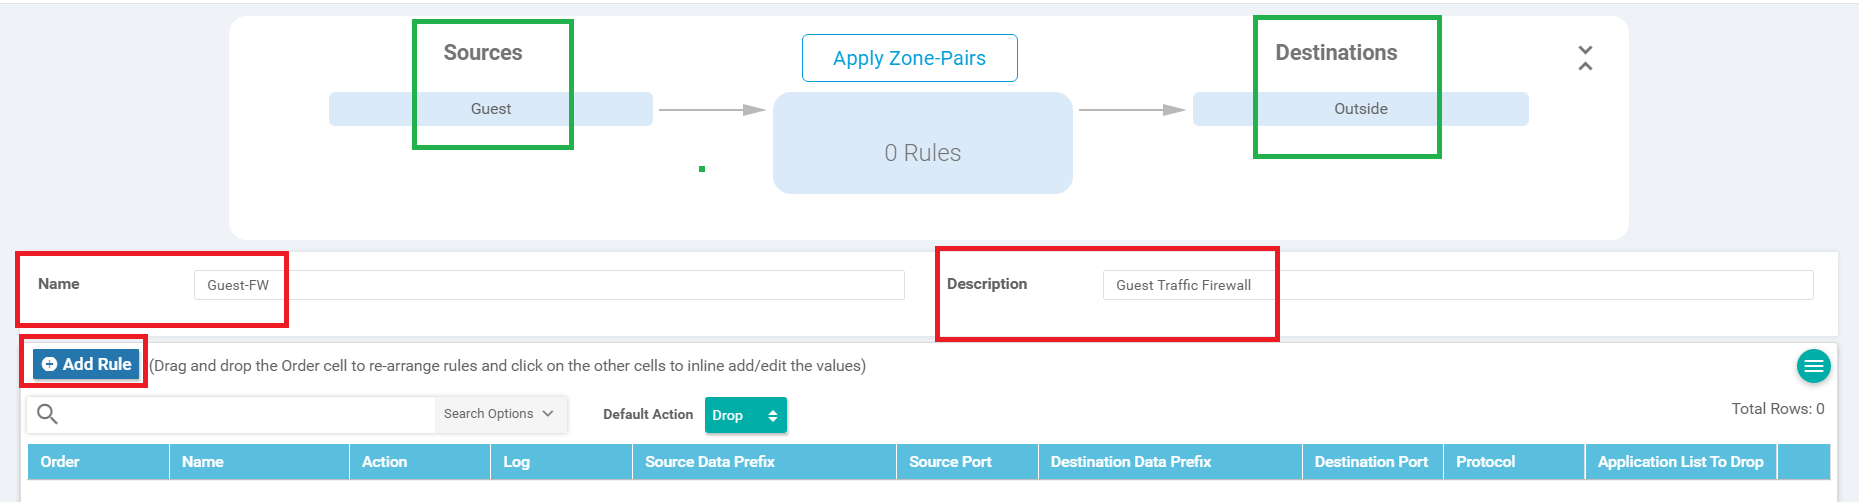 Sources
Apply Zone-Pairs
Destinations
Guest
Outside
0 Rules
Name
Guest-FW
Description
Guest Traffic Firewall
Add Rule
(Drag and drop the Order cell to re-arrange rules and click on the other cells to inline add/edit the values)
Search Options
Default Action
Drop
Total Rows: 0
Order Name Action Log Source Data Prefix Source Port Destination Data Prefix Destination Port Protocol Application List To Drop